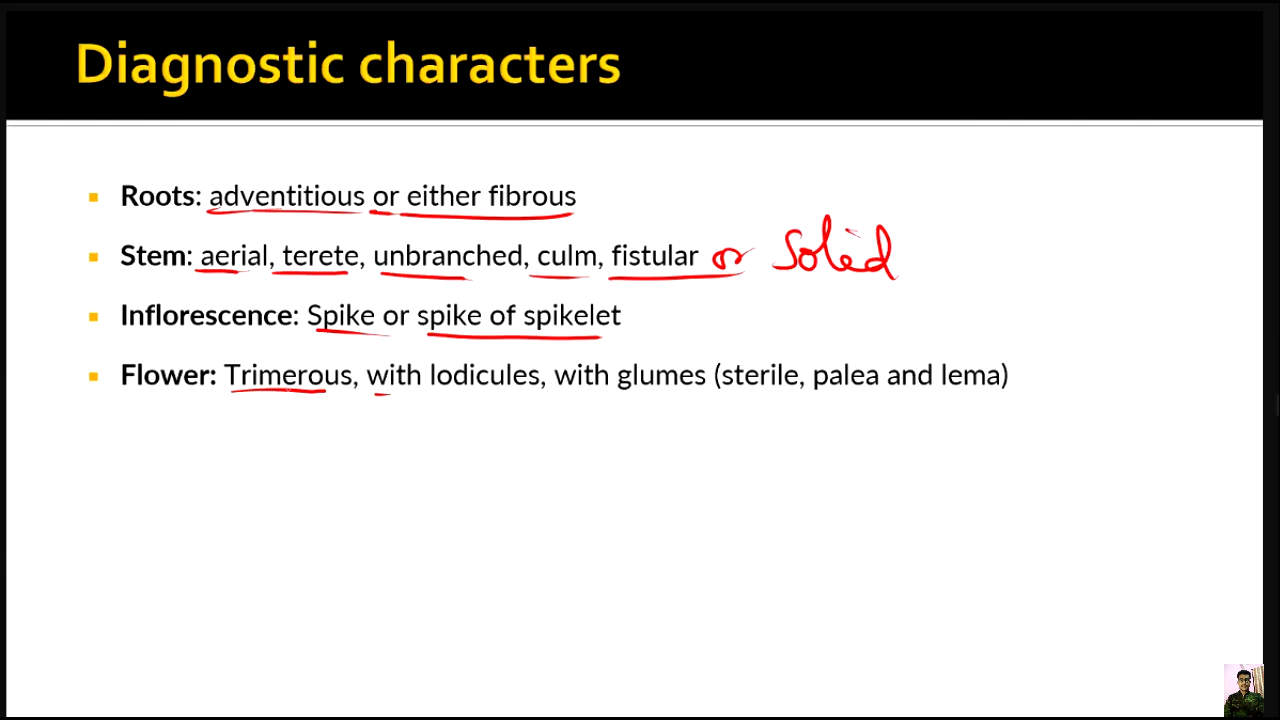 Diagnostic characters
Roots: adventitious or either fibrous
Stem: aerial, terete, unbranched, culm, fistular or Solid
Inflorescence: Spike or spike of spikelet
Flower: Trimerous, with lodicules, with glumes (sterile, palea and lema)